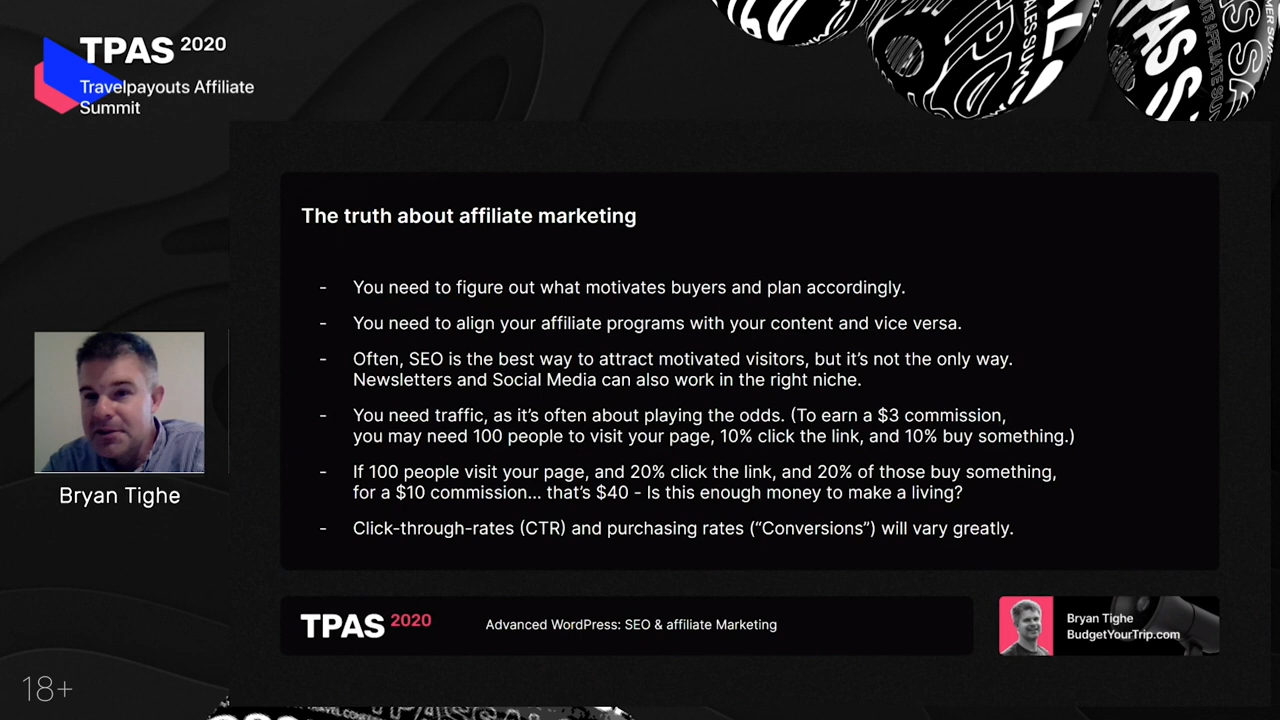 TPAS 2020
Travelpayouts Affiliate
Summit
The truth about affiliate marketing
- You need to figure out what motivates buyers and plan accordingly.
- You need to align your affiliate programs with your content and vice versa.
- Often, SEO is the best way to attract motivated visitors, but it’s not the only way.
Newsletters and Social Media can also work in the right niche.
- You need traffic, as it’s often about playing the odds. (To earn a $3 commission,
you may need 100 people to visit your page, 10% click the link, and 10% buy something.)
- If 100 people visit your page, and 20% click the link, and 20% of those buy something,
for a $10 commission... that’s $40 - Is this enough money to make a living?
- Click-through-rates (CTR) and purchasing rates (“Conversions”) will vary greatly.
Bryan Tighe
TPAS 2020
Advanced WordPress: SEO & affiliate Marketing
Bryan Tighe
BudgetYourTrip.com
18+